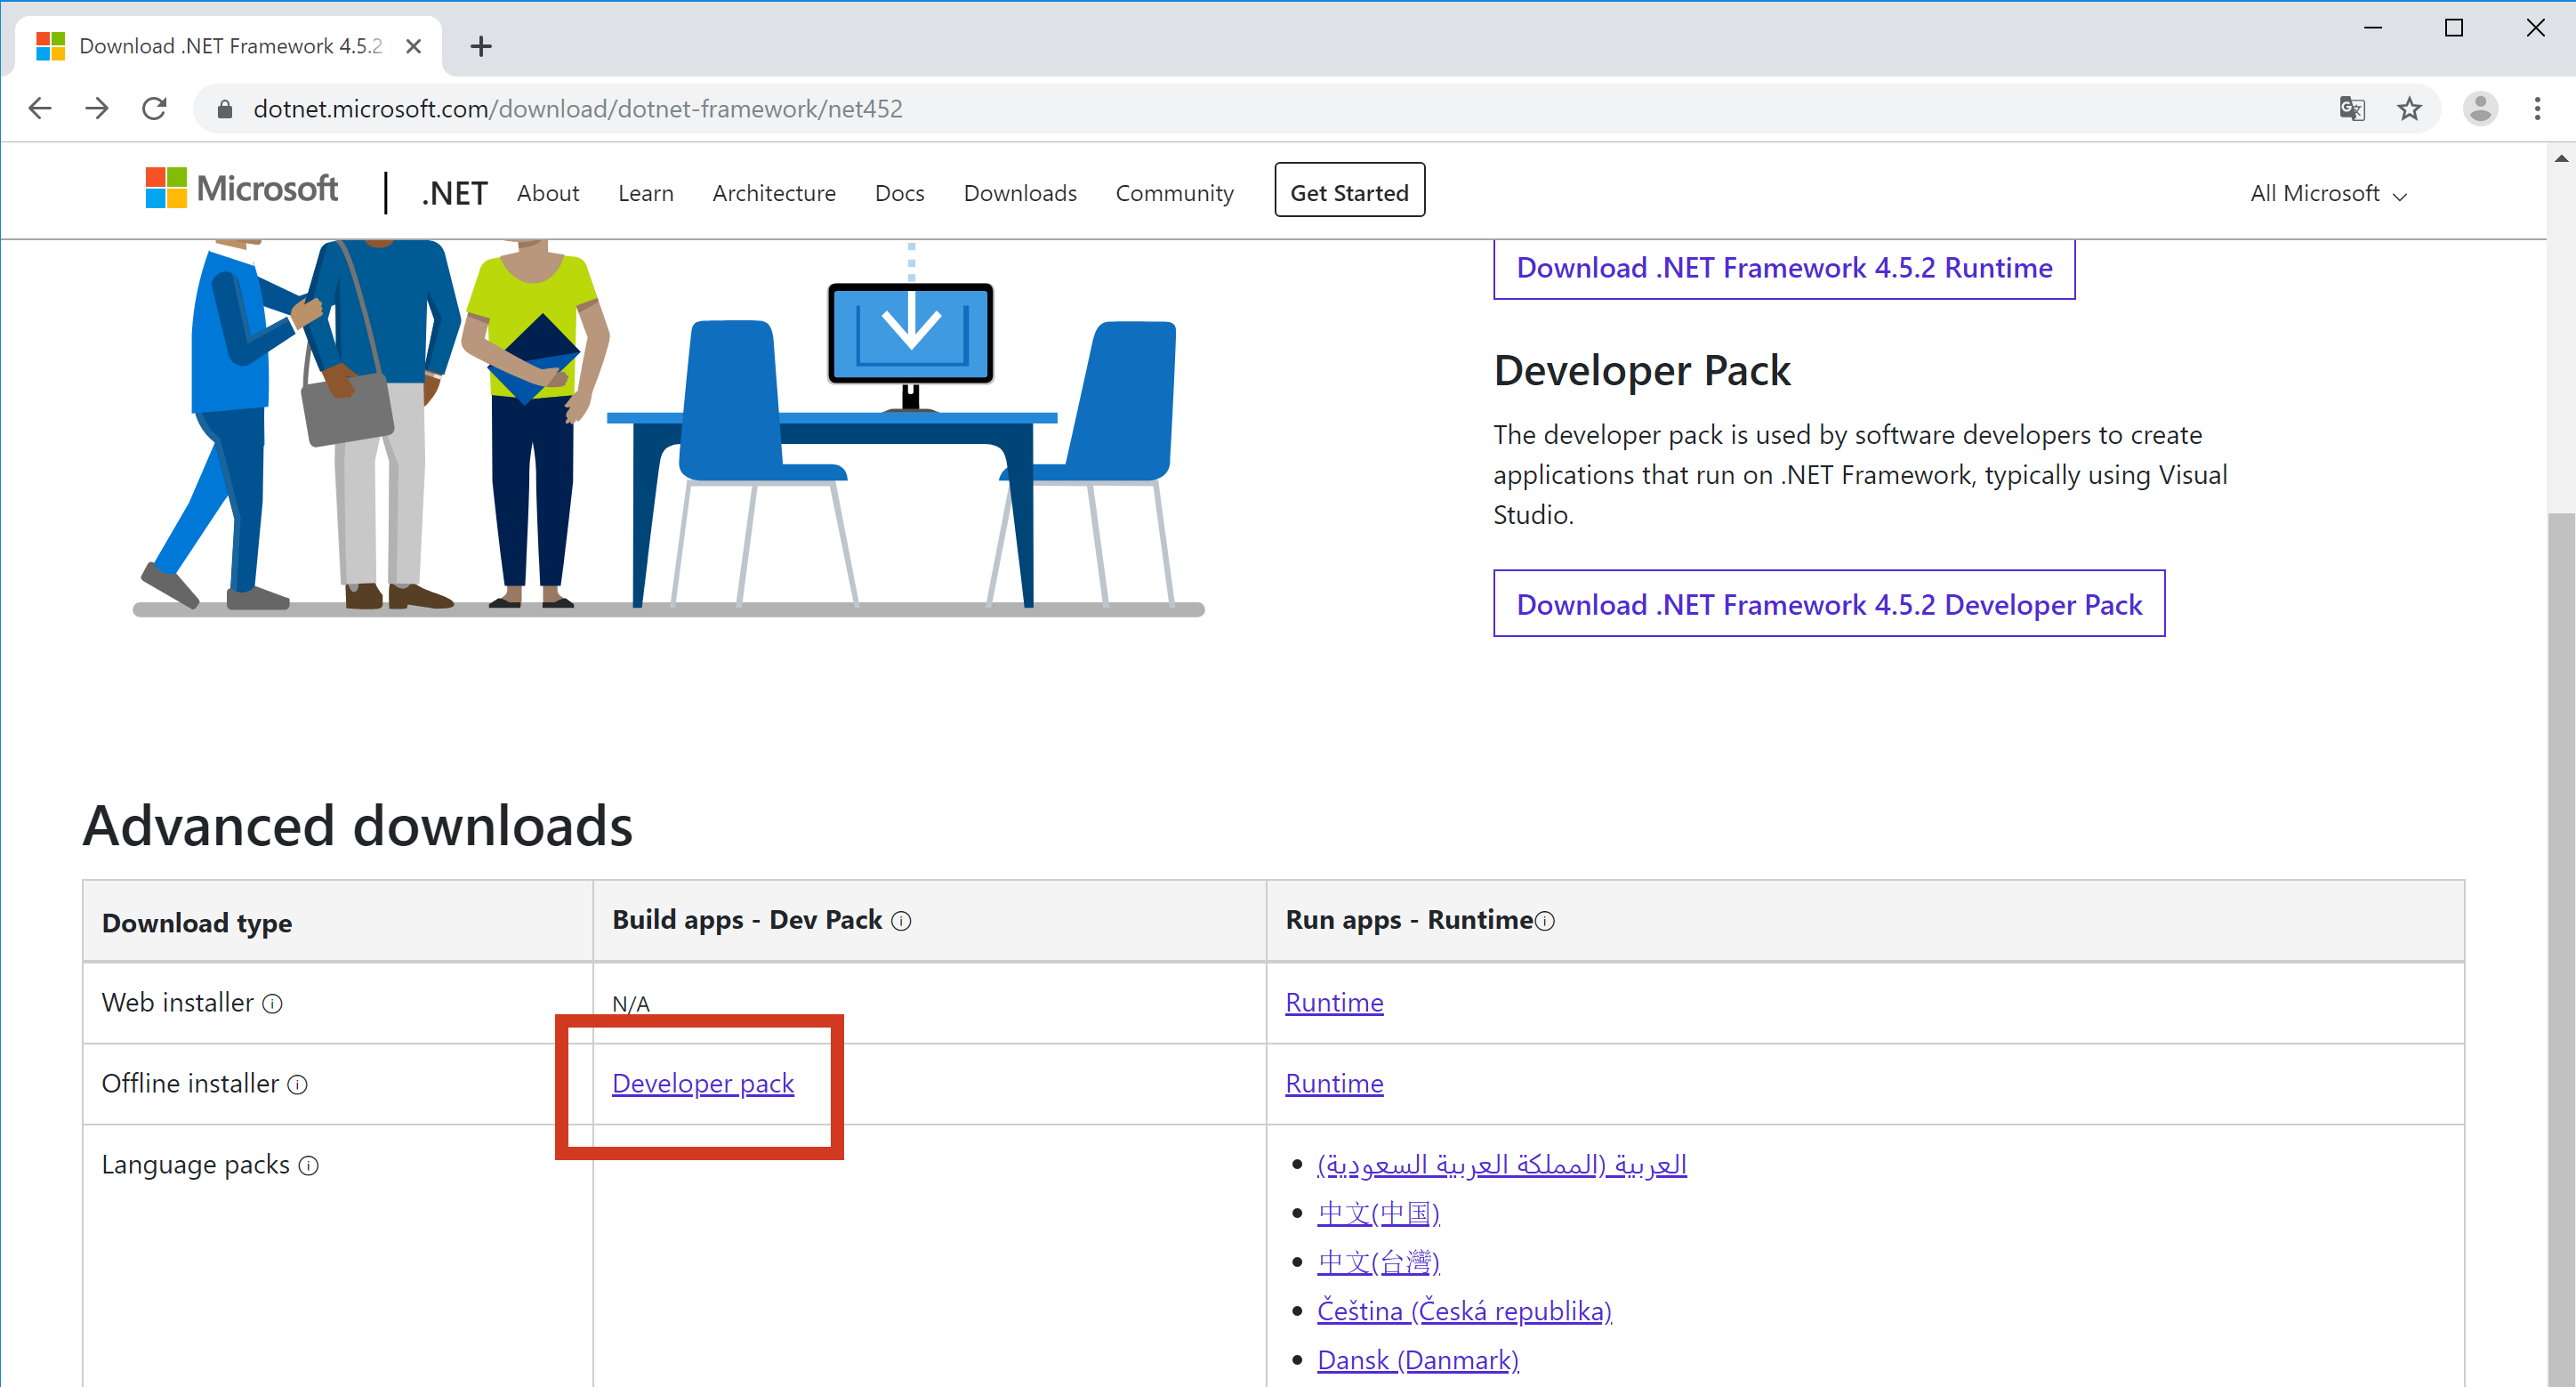 Download .NET Framework 4.5.2
dotnet.microsoft.com/download/dotnet-framework/net452
Microsoft
.NET
About
Learn
Architecture
Docs
Downloads
Community
Get Started
All Microsoft
Download .NET Framework 4.5.2 Runtime
Developer Pack
The developer pack is used by software developers to create
applications that run on .NET Framework, typically using Visual
Studio.
Download .NET Framework 4.5.2 Developer Pack
Advanced downloads
Download type
Build apps - Dev Pack
Run apps - Runtime
Web installer
N/A
Runtime
Offline installer
Developer pack
Runtime
Language packs
العربية (المملكة العربية السعودية)
中文(中国)
中文(台灣)
Čeština (Česká republika)
Dansk (Danmark)